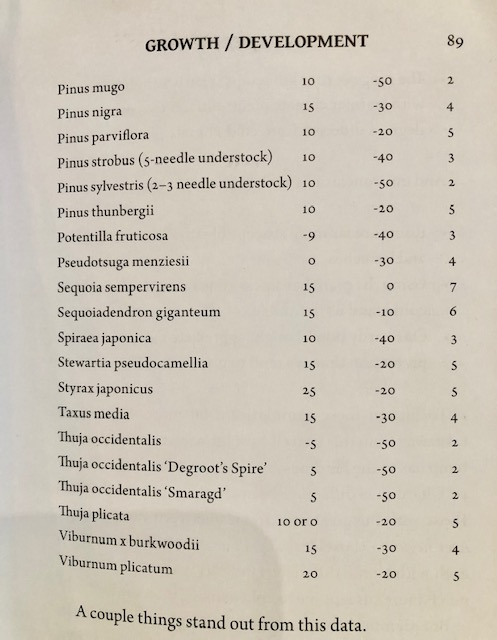 GROWTH / DEVELOPMENT 89
Pinus mugo 10 -50 2
Pinus nigra 15 -30 4
Pinus parviflora 10 -20 5
Pinus strobus (5-needle understock) 10 -40 3
Pinus sylvestris (2–3 needle understock) 10 -50 2
Pinus thunbergii 10 -20 5
Potentilla fruticosa -9 -40 3
Pseudotsuga menziesii 0 -30 4
Sequoia sempervirens 15 0 7
Sequoiadendron giganteum 15 -10 6
Spiraea japonica 10 -40 3
Stewartia pseudocamellia 15 -20 5
Styrax japonicus 25 -20 5
Taxus media 15 -30 4
Thuja occidentalis -5 -50 2
Thuja occidentalis ‘Degroot’s Spire’ 5 -50 2
Thuja occidentalis ‘Smaragd’ 5 -50 2
Thuja plicata 10 or 0 -20 5
Viburnum x burkwoodii 15 -30 4
Viburnum plicatum 20 -20 5
A couple things stand out from this data.